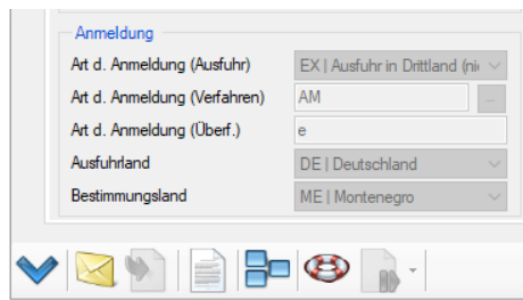 Anmeldung
Art d. Anmeldung (Ausfuhr) EX | Ausfuhr in Drittland (ni
Art d. Anmeldung (Verfahren) AM ...
Art d. Anmeldung (Überf.) e
Ausfuhrland DE | Deutschland
Bestimmungsland ME | Montenegro